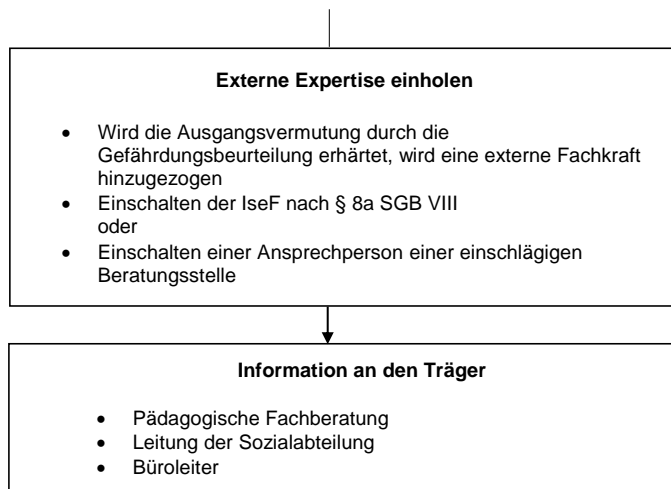 Externe Expertise einholen
• Wird die Ausgangsvermutung durch die
Gefährdungsbeurteilung erhärtet, wird eine externe Fachkraft
hinzugezogen
• Einschalten der IseF nach § 8a SGB VIII
oder
• Einschalten einer Ansprechperson einer einschlägigen
Beratungsstelle
Information an den Träger
• Pädagogische Fachberatung
• Leitung der Sozialabteilung
• Büroleiter